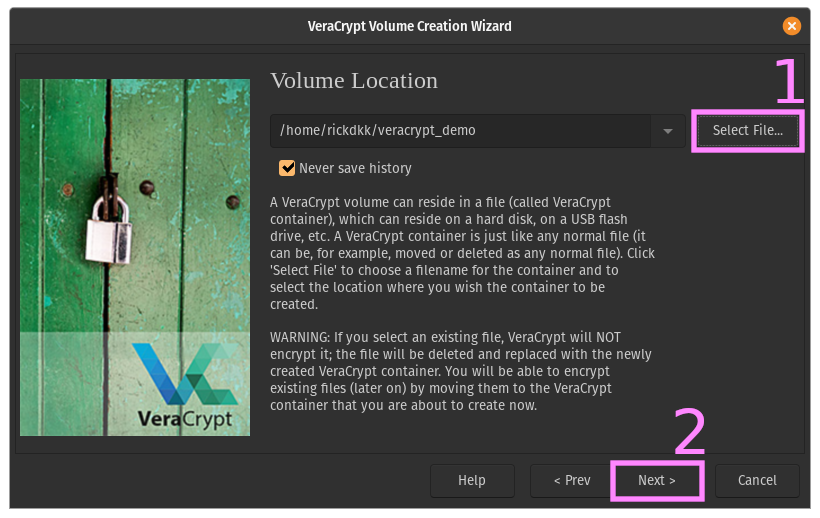 VeraCrypt Volume Creation Wizard
Volume Location
1
/home/rickdkk/veracrypt_demo
Select File...
Never save history
A VeraCrypt volume can reside in a file (called VeraCrypt
container), which can reside on a hard disk, on a USB flash
drive, etc. A VeraCrypt container is just like any normal file (it
can be, for example, moved or deleted as any normal file). Click
'Select File' to choose a filename for the container and to
select the location where you wish the container to be
created.
WARNING: If you select an existing file, VeraCrypt will NOT
encrypt it; the file will be deleted and replaced with the newly
created VeraCrypt container. You will be able to encrypt
existing files (later on) by moving them to the VeraCrypt
container that you are about to create now.
VeraCrypt
2
Help
< Prev
Next >
Cancel